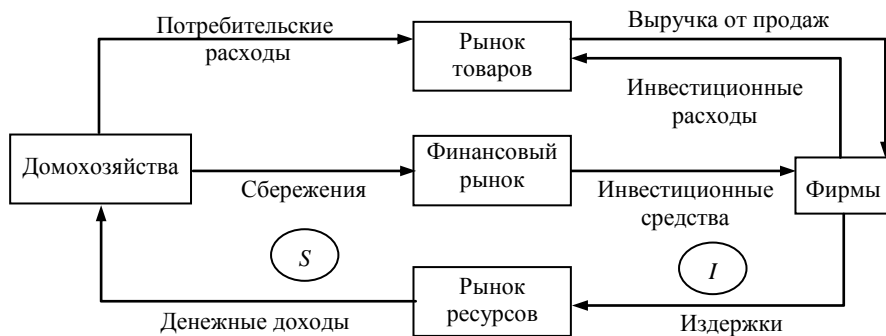 Потребительские
расходы
Рынок
товаров
Выручка от продаж
Инвестиционные
расходы
Домохозяйства
Сбережения
Финансовый
рынок
Инвестиционные
средства
Фирмы
S
I
Денежные доходы
Рынок
ресурсов
Издержки